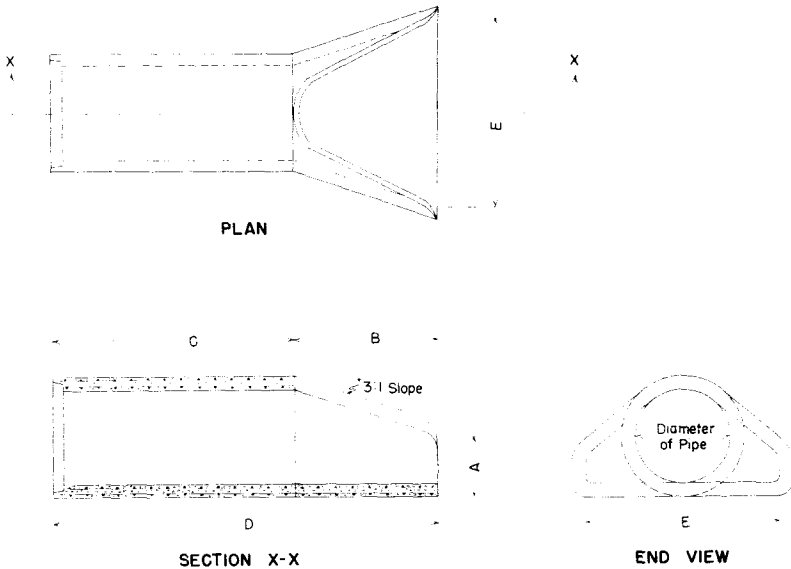 X
X
E
PLAN
C
B
3:1 Slope
A
D
SECTION X-X
Diameter
of Pipe
E
END VIEW